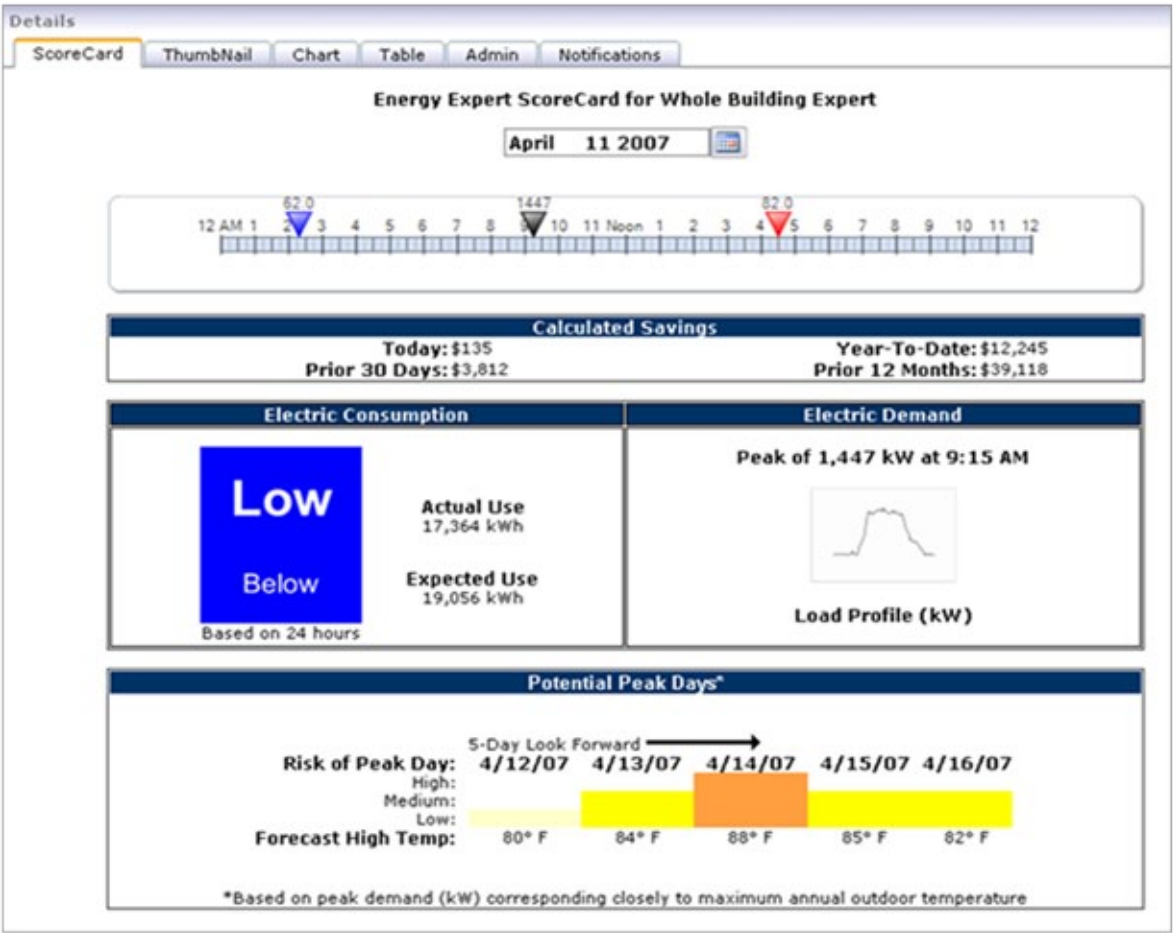 Details
ScoreCard ThumbNail Chart Table Admin Notifications
Energy Expert ScoreCard for Whole Building Expert
April 11 2007
62.0 1447 82.0
12 AM 1 2 3 4 5 6 7 8 9 10 11 Noon 1 2 3 4 5 6 7 8 9 10 11 12
Calculated Savings
Today: $135 Year-To-Date: $12,245
Prior 30 Days: $3,812 Prior 12 Months: $39,118
Electric Consumption Electric Demand
Peak of 1,447 kW at 9:15 AM
Low
Actual Use
17,364 kWh
Below
Expected Use
19,056 kWh
Based on 24 hours
Load Profile (kW)
Potential Peak Days*
5-Day Look Forward
Risk of Peak Day: 4/12/07 4/13/07 4/14/07 4/15/07 4/16/07
High:
Medium:
Low:
Forecast High Temp: 80° F 84° F 88° F 85° F 82° F
*Based on peak demand (kW) corresponding closely to maximum annual outdoor temperature